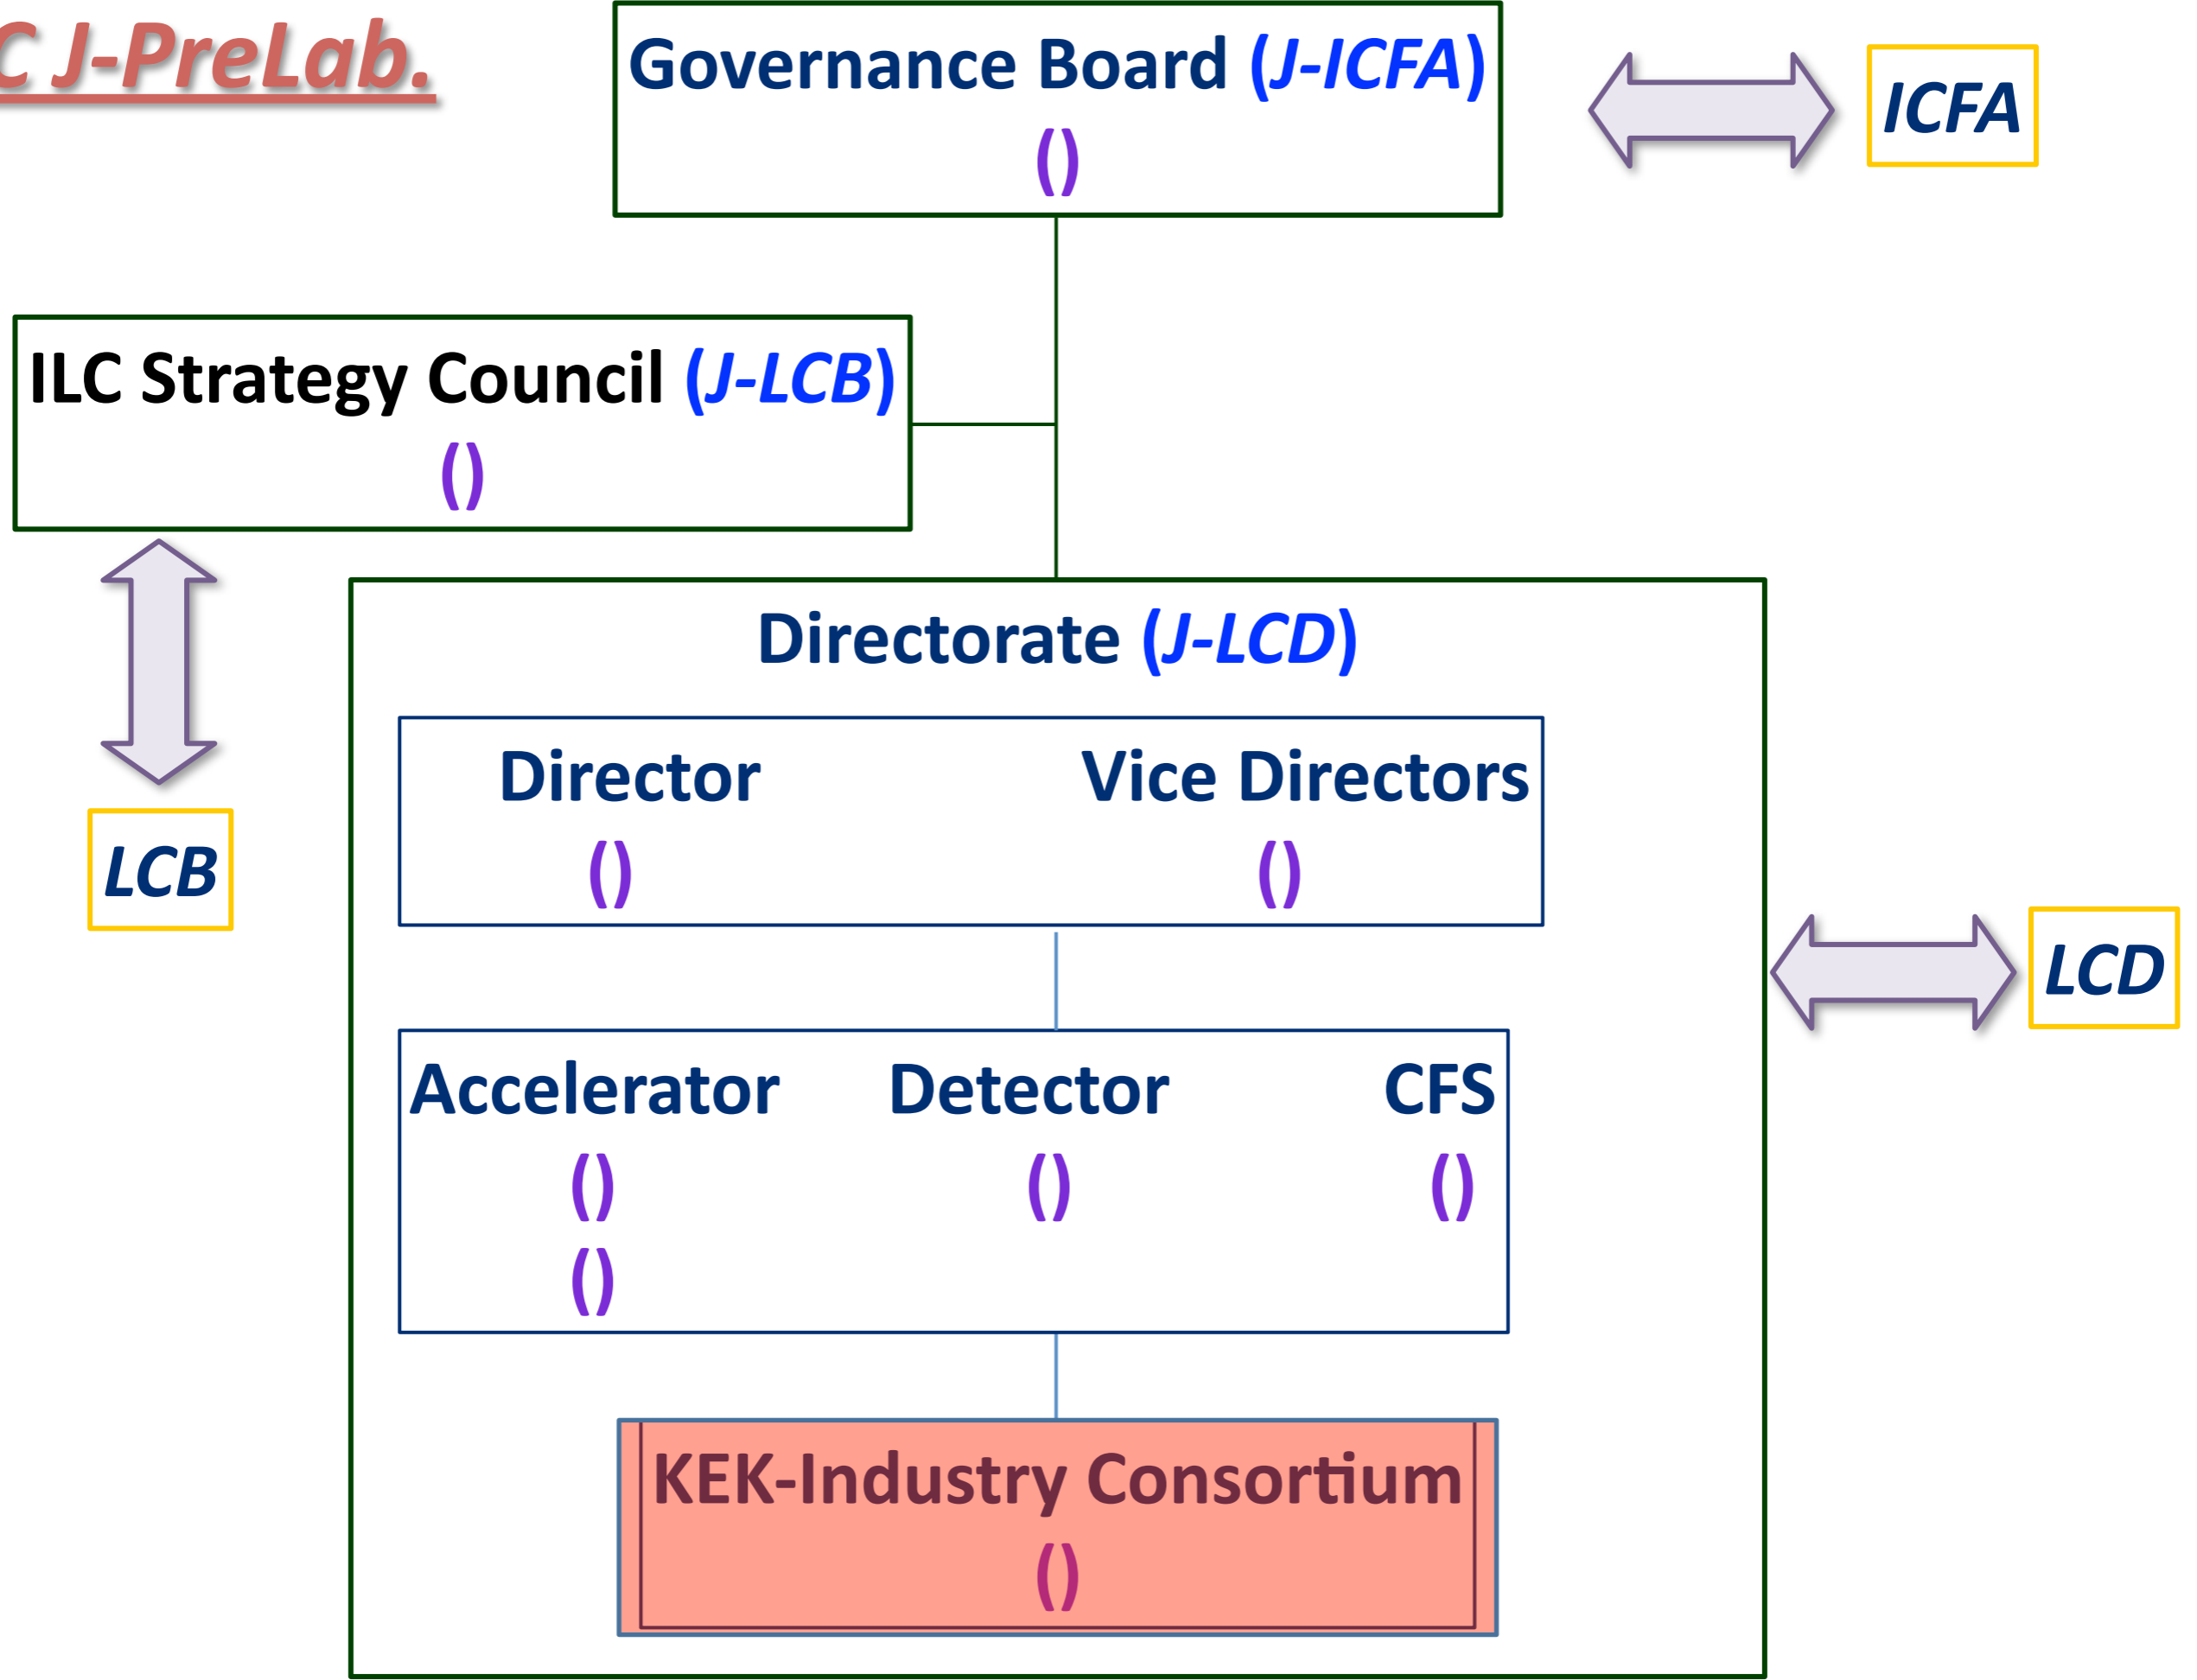 C J-PreLab.
Governance Board (J-ICFA)
()
ICFA
ILC Strategy Council (J-LCB)
()
LCB
Directorate (J-LCD)
Director Vice Directors
() ()
LCD
Accelerator Detector CFS
() () ()
()
KEK-Industry Consortium
()